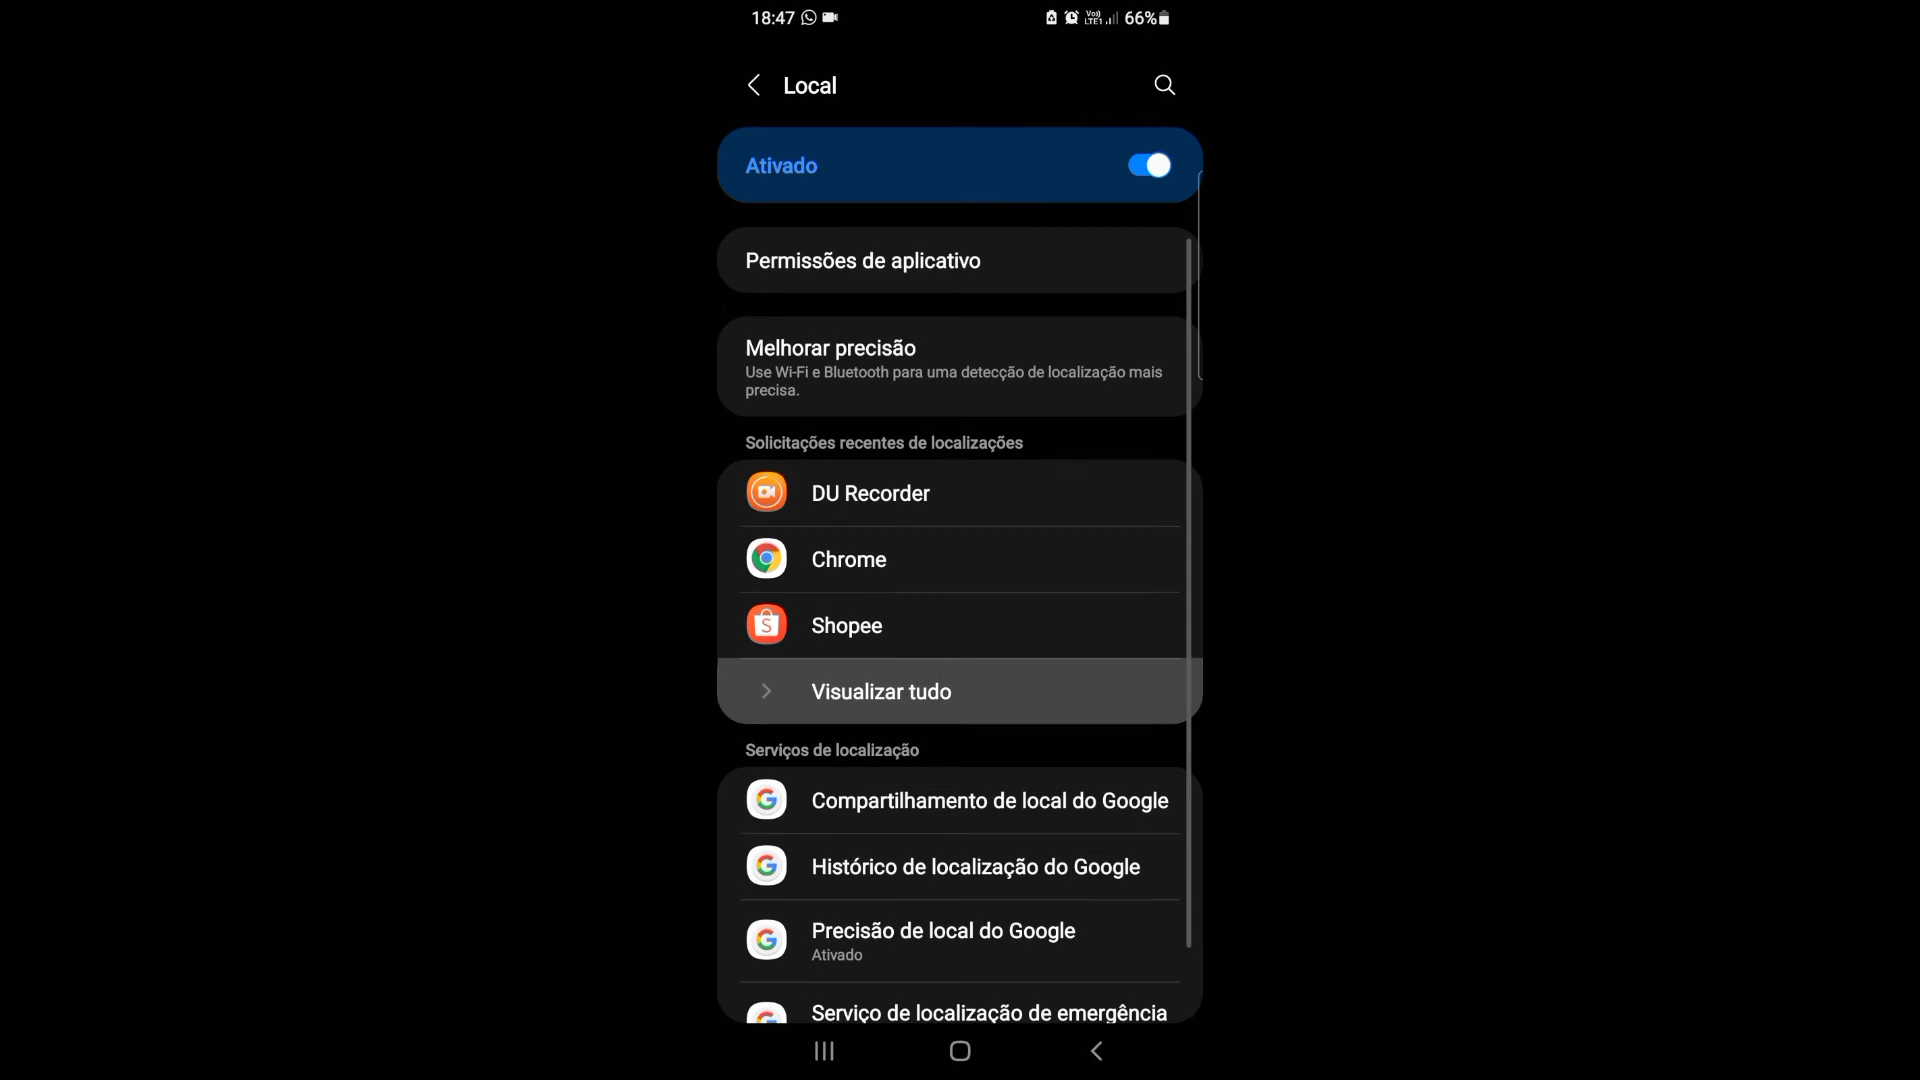 18:47 Vo) LTE1 66%
Local
Ativado
Permissões de aplicativo
Melhorar precisão
Use Wi-Fi e Bluetooth para uma detecção de localização mais
precisa.
Solicitações recentes de localizações
DU Recorder
Chrome
S
Shopee
Visualizar tudo
Serviços de localização
Compartilhamento de local do Google
Histórico de localização do Google
Precisão de local do Google
Ativado
Serviço de localização de emergência